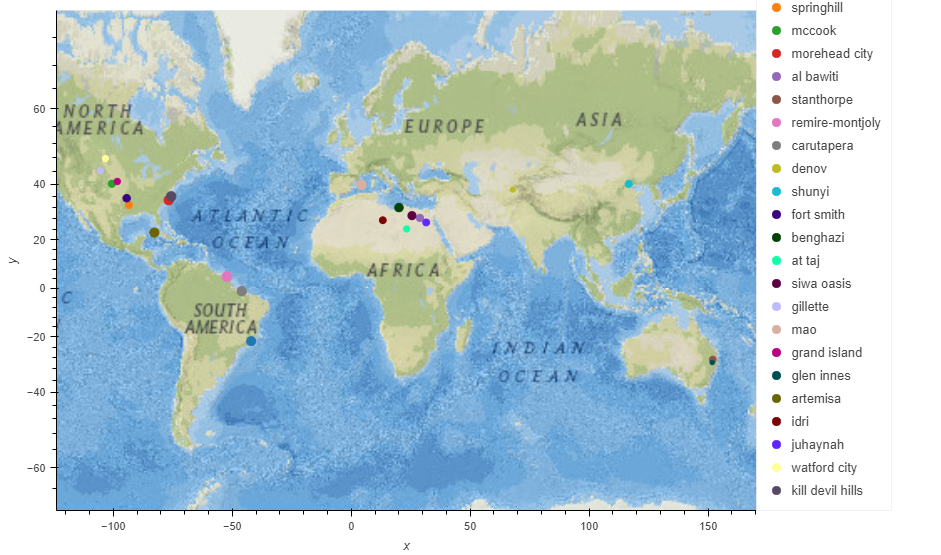 springhill
mccook
morehead city
al bawiti
stanthorpe
remire-montjoly
carutapera
denov
shunyi
fort smith
benghazi
at taj
siwa oasis
gillette
mao
grand island
glen innes
artemisa
idri
juhaynah
watford city
kill devil hills
NORTH
AMERICA
EUROPE
ASIA
ATLANTIC
OCEAN
AFRICA
C
SOUTH
AMERICA
INDIAN
OCEAN
60
40
20
0
−20
−40
−60
y
−100
−50
0
50
100
150
x